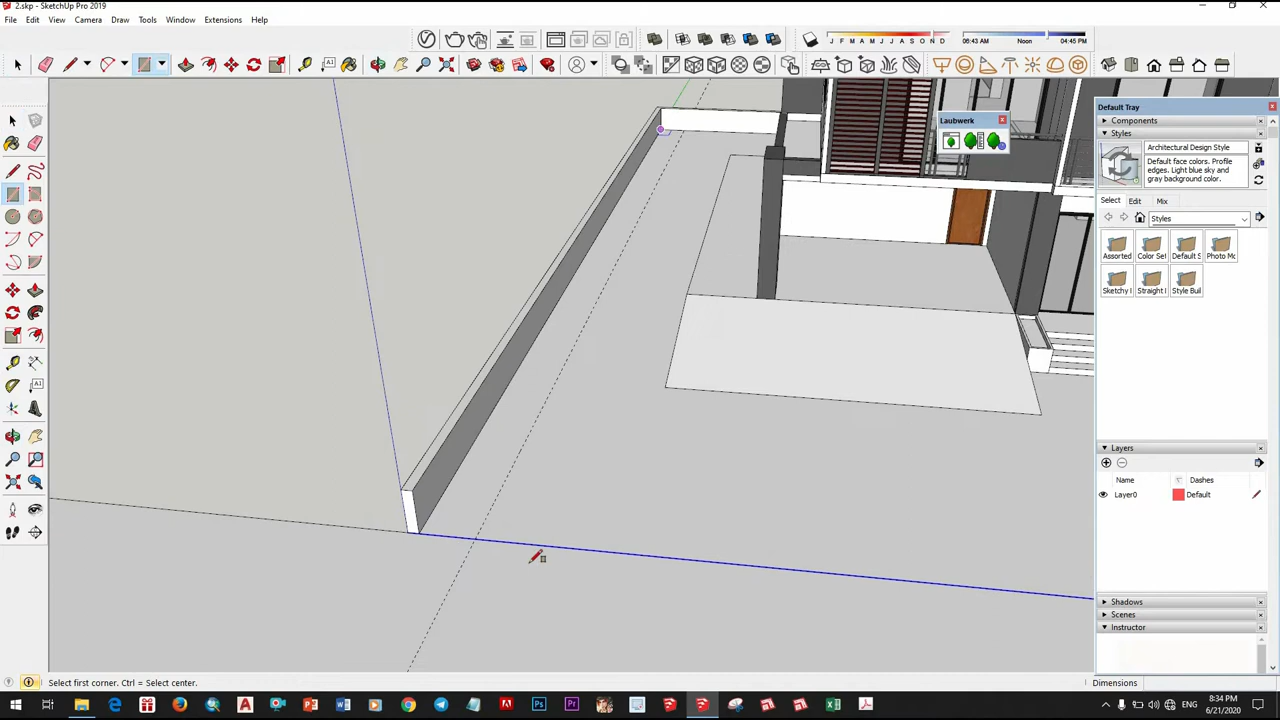 2.skp - SketchUp Pro 2019
File Edit View Camera Draw Tools Window Extensions Help
J F M A M J J A S O N D
06:43 AM Noon 04:45 PM
Default Tray
Laubwerk
Components
Styles
Architectural Design Style
Default face colors. Profile edges. Light blue sky and gray background color.
Select Edit Mix
Styles
Assorted Color Se Default S Photo Mo
Sketchy Straight Style Buil
Layers
Name Dashes
Layer0 Default
Shadows
Scenes
Instructor
Select first corner. Ctrl = Select center.
Dimensions
8:34 PM
6/21/2020